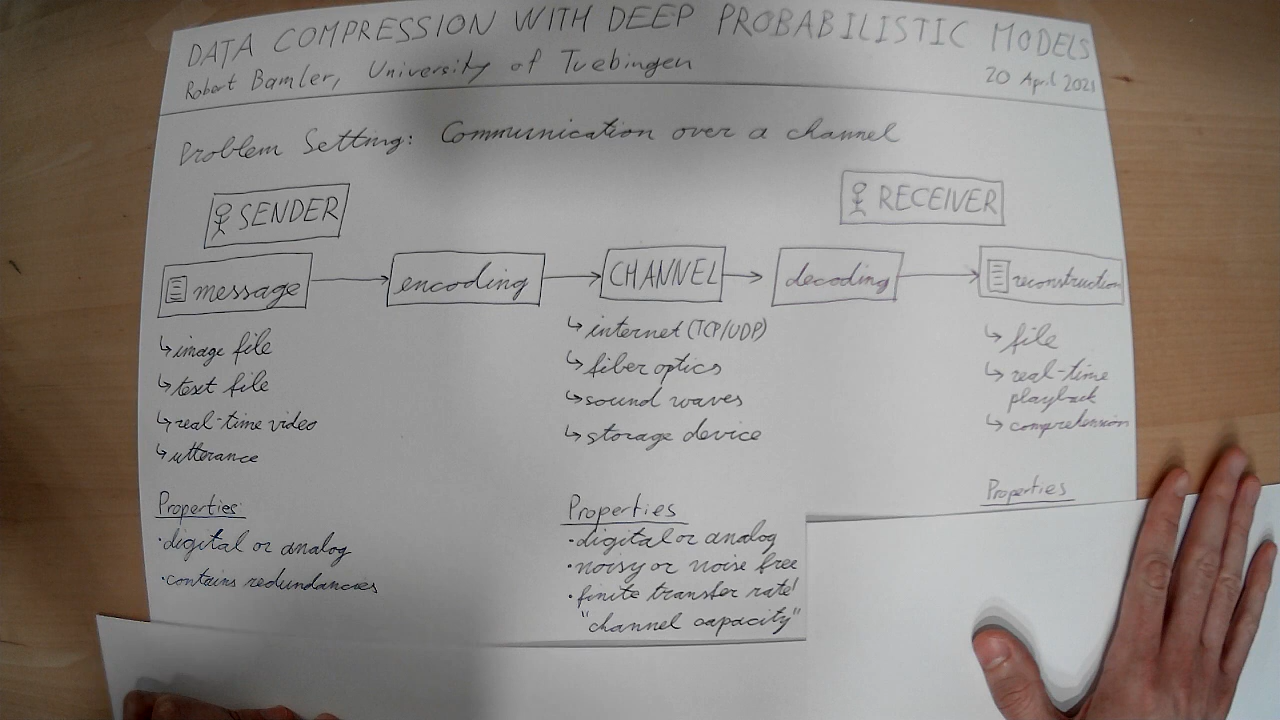 DATA COMPRESSION WITH DEEP PROBABILISTIC MODELS
Robert Bamler, University of Tuebingen
20 April 2021
Problem Setting: Communication over a channel
SENDER
RECEIVER
message
encoding
CHANNEL
decoding
reconstruction
↳ image file
↳ text file
↳ real-time video
↳ utterance
Properties:
· digital or analog
· contains redundancies
↳ internet (TCP/UDP)
↳ fiber optics
↳ sound waves
↳ storage device
Properties
· digital or analog
· noisy or noise free
· finite transfer rate
"channel capacity"
↳ file
↳ real-time
playback
↳ comprehension
Properties